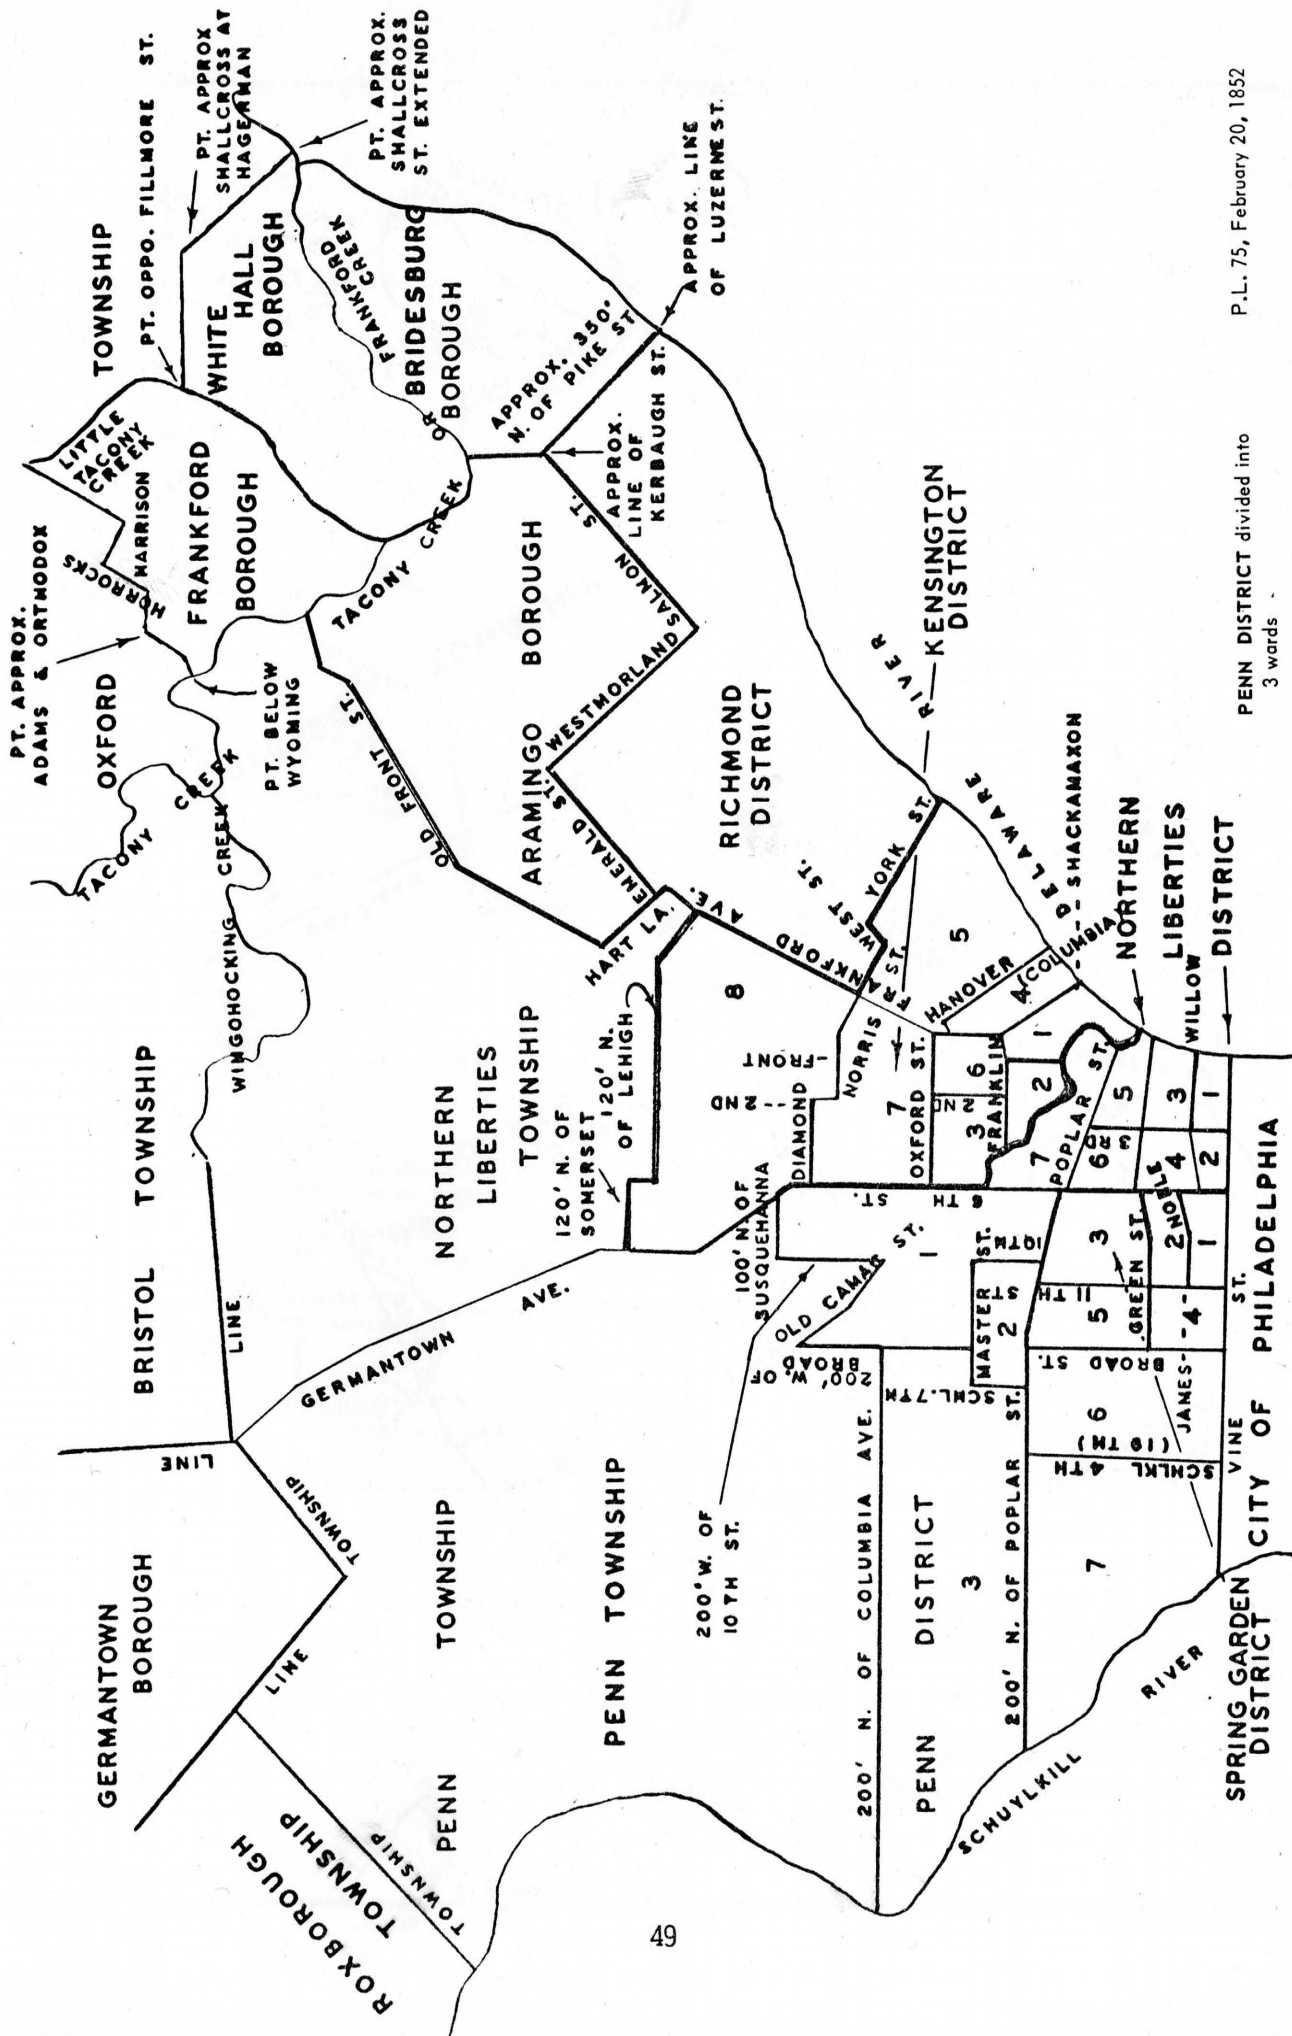 PT. APPROX.
ADAMS & ORTHODOX
OXFORD
TOWNSHIP
PT. OPPO. FILLMORE ST.
PT. APPROX
SHALLCROSS AT
HAGERMAN
PT. APPROX.
SHALLCROSS
ST. EXTENDED
LITTLE
TACONY
CREEK
HARRISON
HORROCKS
FRANKFORD
BOROUGH
WHITE
HALL
BOROUGH
FRANKFORD
CREEK
BRIDESBURG
BOROUGH
OR
TACONY CREEK
PT. BELOW
WYOMING
TACONY CREEK
WINGOHOCKING CREEK
APPROX. 350'
N. OF PIKE ST
APPROX. LINE
OF LUZERNE ST.
APPROX.
LINE OF
KERBAUGH ST.
SALMON ST.
WESTMORLAND
EMERALD ST.
OLD FRONT ST.
ARAMINGO BOROUGH
HART LA.
RICHMOND
DISTRICT
KENSINGTON
DISTRICT
DELAWARE RIVER
FRANKFORD AVE.
WEST ST.
YORK ST.
NORRIS
FRA ST.
HANOVER
COLUMBIA
SHACKAMAXON
5
4
1
FRANKLIN
6
2
3
2ND
7
7
OXFORD ST.
8
--FRONT
--2ND
DIAMOND
120' N.
OF LEHIGH
120' N. OF
SOMERSET
GERMANTOWN
BOROUGH
BRISTOL TOWNSHIP
LINE
LINE
TOWNSHIP
LINE
GERMANTOWN AVE.
NORTHERN
LIBERTIES
TOWNSHIP
ROXBOROUGH
TOWNSHIP
TOWNSHIP
PENN TOWNSHIP
PENN TOWNSHIP
100' N. OF
SUSQUEHANNA
OLD CAMAC ST.
200' W. OF
10TH ST.
200' W. OF
BROAD
6 TH ST.
1
MASTER ST.
10TH
2
SCHL. 7TH
200' N. OF COLUMBIA AVE.
PENN DISTRICT
3
200' N. OF POPLAR ST.
POPLAR ST.
3RD
6
5
4
3
2
1
NOBLE
WILLOW
NORTHERN
LIBERTIES
DISTRICT
3
2
1
11 TH ST
GREEN ST.
5
-4-
JAMES-
BROAD ST.
6
(19 TH)
SCHLKL 4TH
7
VINE ST.
SCHUYLKILL RIVER
SPRING GARDEN
DISTRICT
CITY OF PHILADELPHIA
PENN DISTRICT divided into
3 wards
P.L. 75, February 20, 1852
49